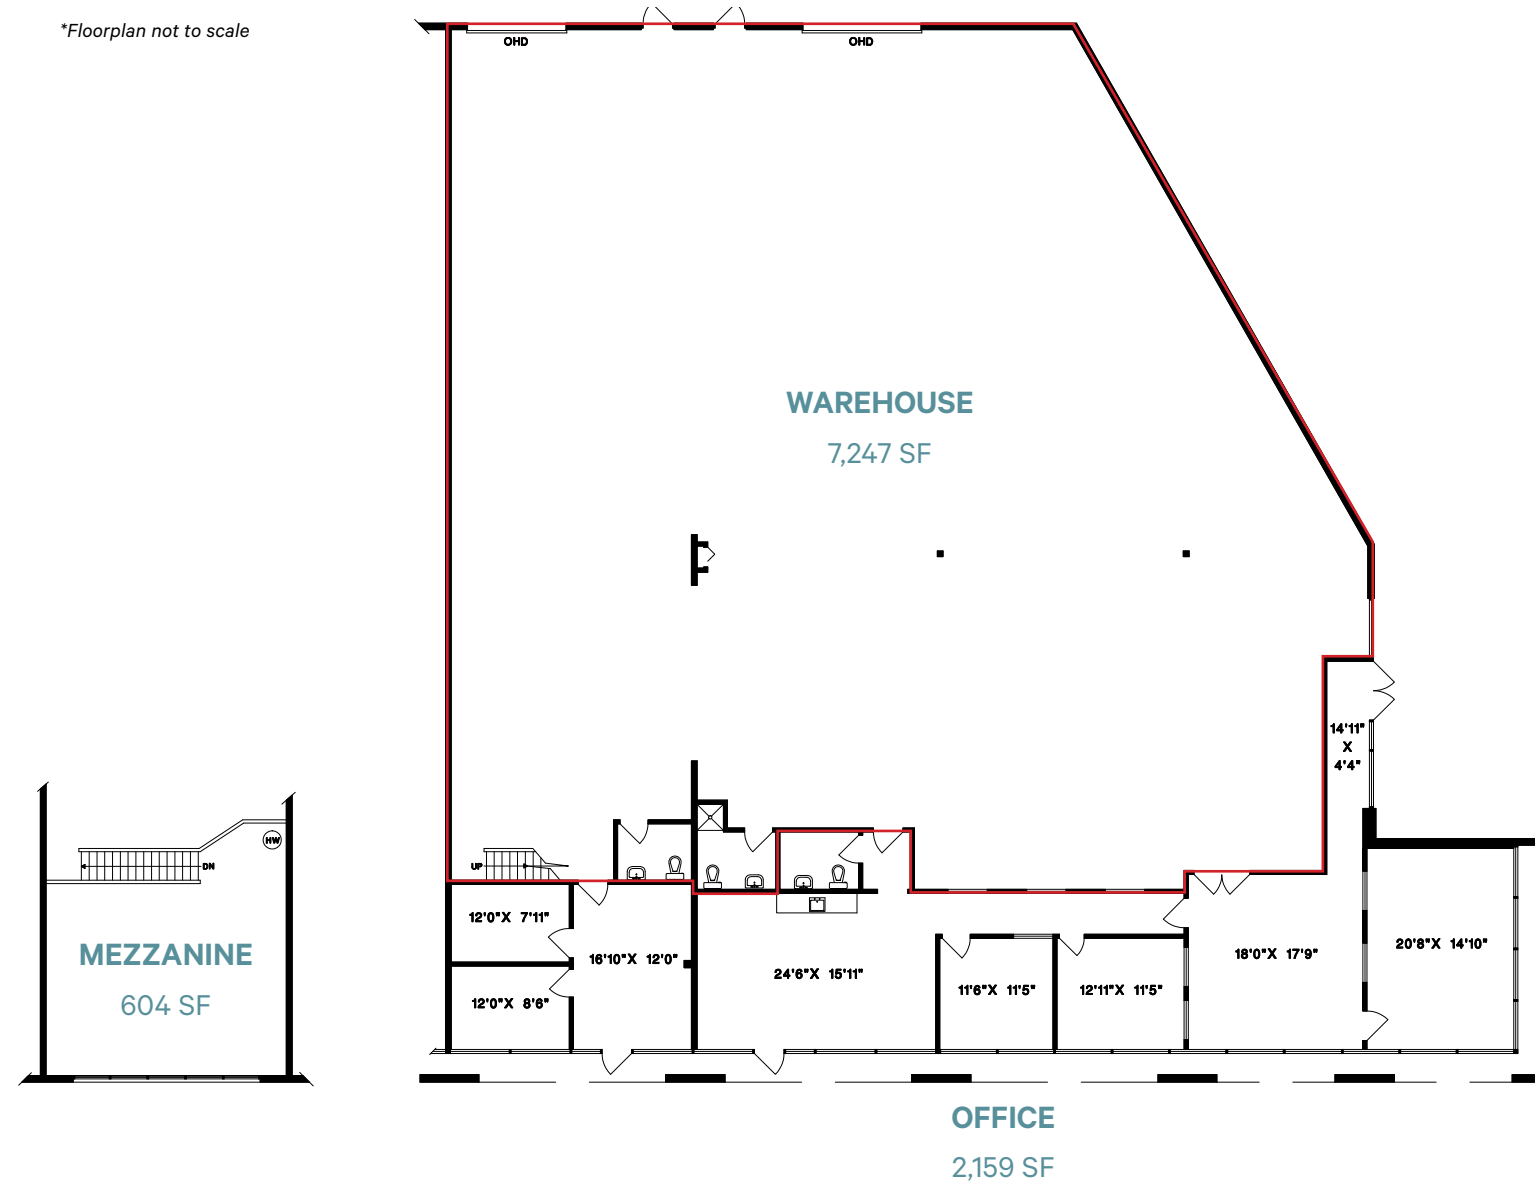 *Floorplan not to scale
OHD
OHD
WAREHOUSE
7,247 SF
14'11"
X
4'4"
HW
DN
UP
MEZZANINE
604 SF
12'0"X 7'11"
16'10"X 12'0"
12'0"X 8'6"
24'6"X 15'11"
11'6"X 11'5"
12'11"X 11'5"
18'0"X 17'9"
20'8"X 14'10"
OFFICE
2,159 SF